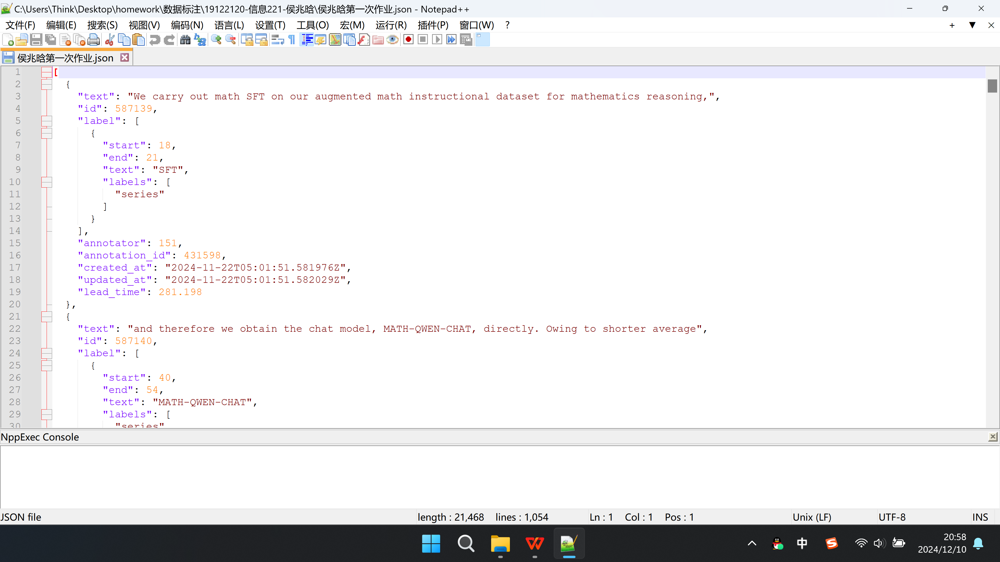 C:\Users\Think\Desktop\homework\数据标注\19122120-信息221-侯兆晗\侯兆晗第一次作业.json - Notepad++
文件(F) 编辑(E) 搜索(S) 视图(V) 编码(N) 语言(L) 设置(T) 工具(O) 宏(M) 运行(R) 插件(P) 窗口(W) ?
侯兆晗第一次作业.json
1 [
2 {
3 "text": "We carry out math SFT on our augmented math instructional dataset for mathematics reasoning,",
4 "id": 587139,
5 "label": [
6 {
7 "start": 18,
8 "end": 21,
9 "text": "SFT",
10 "labels": [
11 "series"
12 ]
13 }
14 ],
15 "annotator": 151,
16 "annotation_id": 431598,
17 "created_at": "2024-11-22T05:01:51.581976Z",
18 "updated_at": "2024-11-22T05:01:51.582029Z",
19 "lead_time": 281.198
20 },
21 {
22 "text": "and therefore we obtain the chat model, MATH-QWEN-CHAT, directly. Owing to shorter average",
23 "id": 587140,
24 "label": [
25 {
26 "start": 40,
27 "end": 54,
28 "text": "MATH-QWEN-CHAT",
29 "labels": [
30 "series"
NppExec Console
JSON file length : 21,468 lines : 1,054 Ln : 1 Col : 1 Pos : 1 Unix (LF) UTF-8 INS
中
20:58
2024/12/10